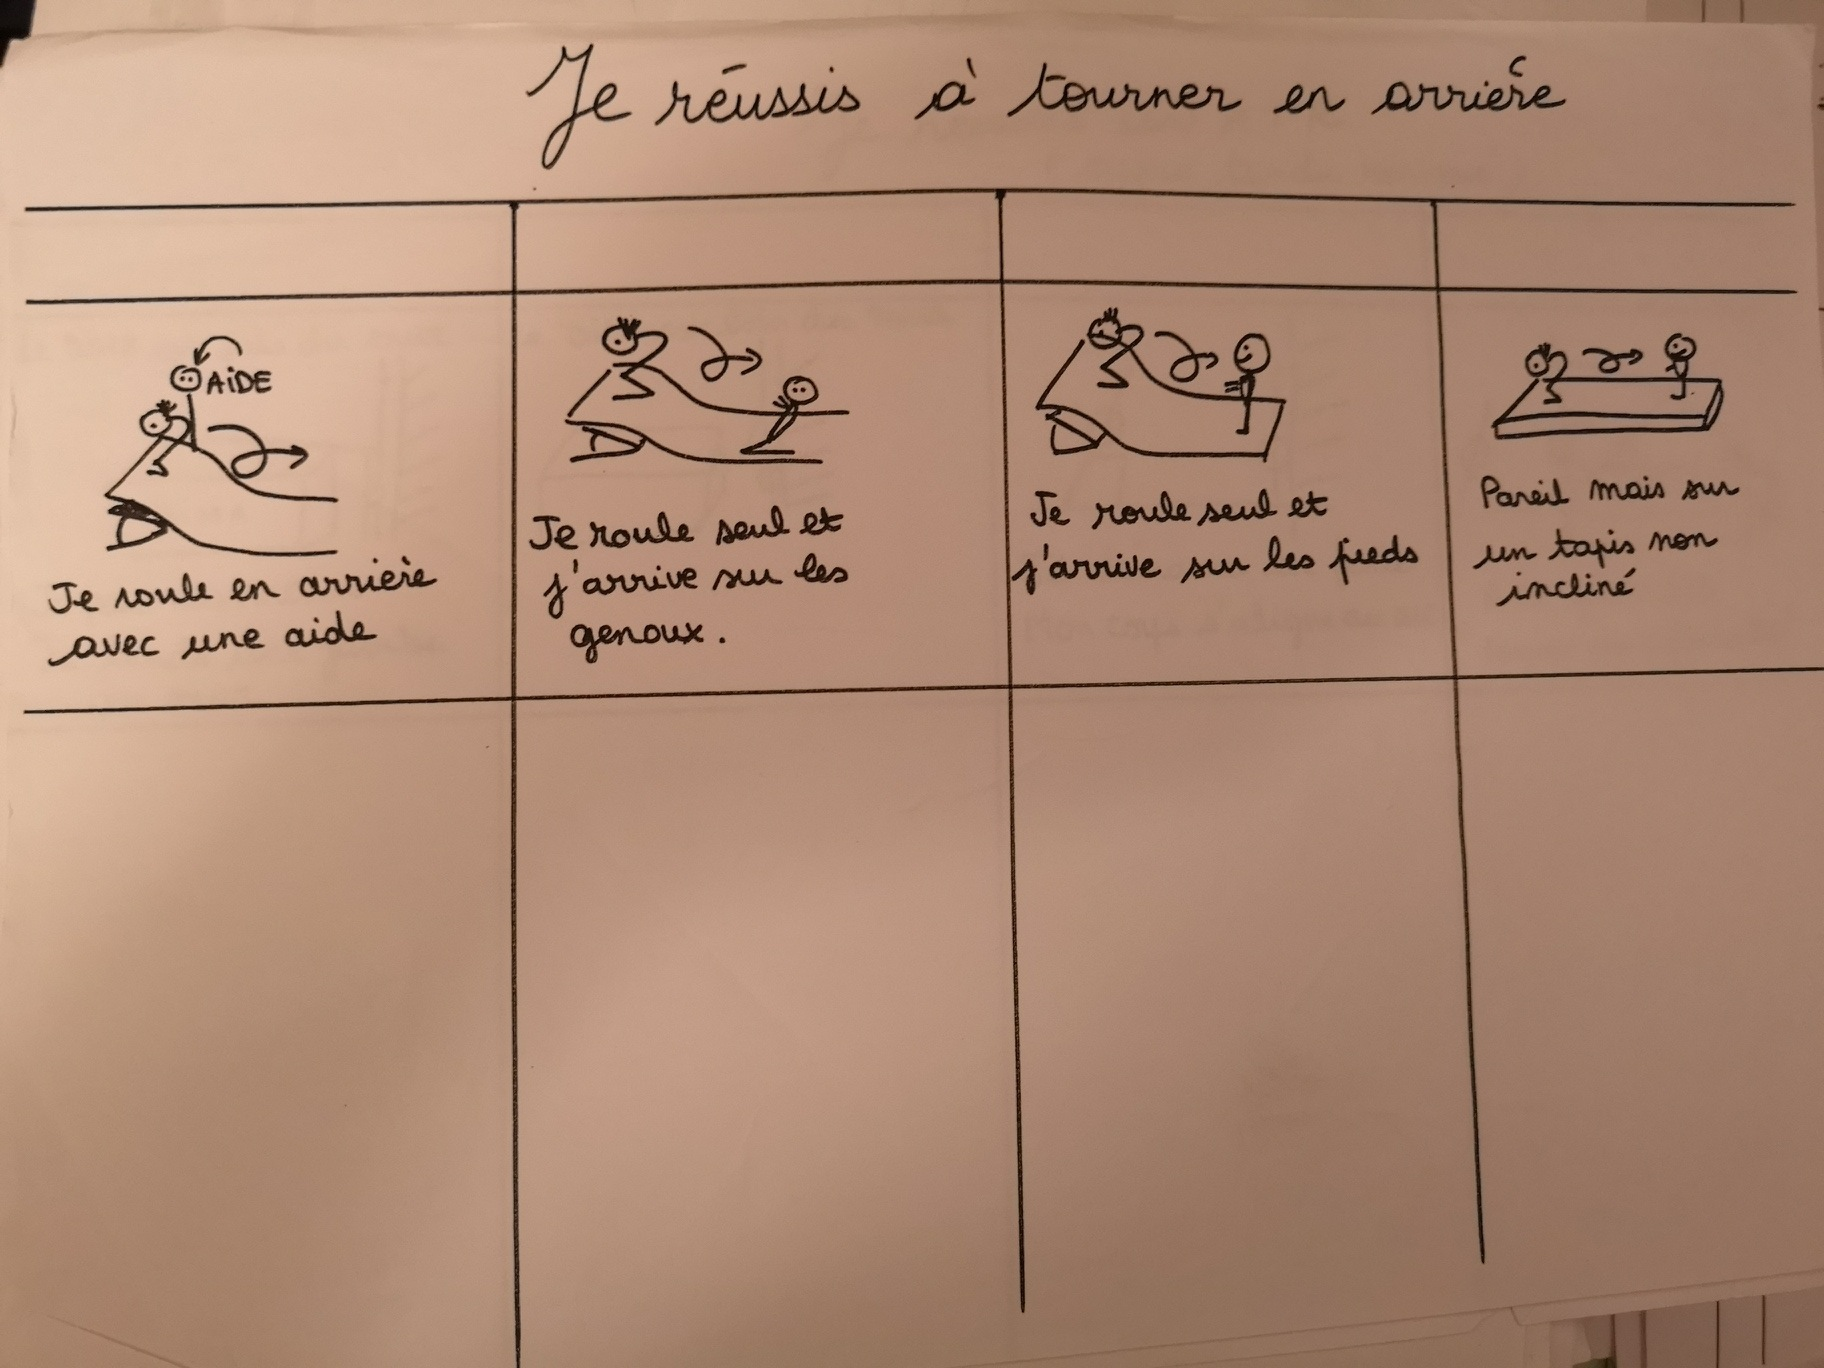 Je réussis à tourner en arrière
AIDE
Je roule en arrière
avec une aide
Je roule seul et
j'arrive sur les
genoux.
Je roule seul et
j'arrive sur les pieds
Pareil mais sur
un tapis non
incliné